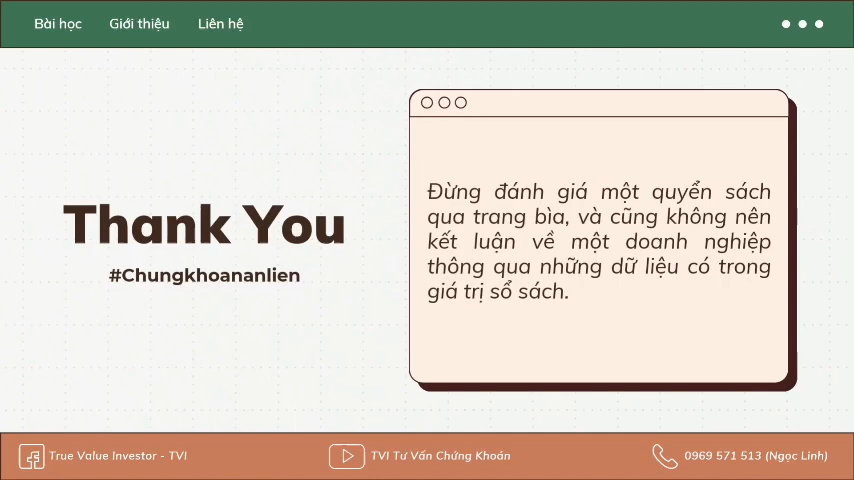 Bài học Giới thiệu Liên hệ
Thank You
#Chungkhoananlien
Đừng đánh giá một quyển sách
qua trang bìa, và cũng không nên
kết luận về một doanh nghiệp
thông qua những dữ liệu có trong
giá trị sổ sách.
True Value Investor - TVI
TVI Tư Vấn Chứng Khoán
0969 571 513 (Ngọc Linh)